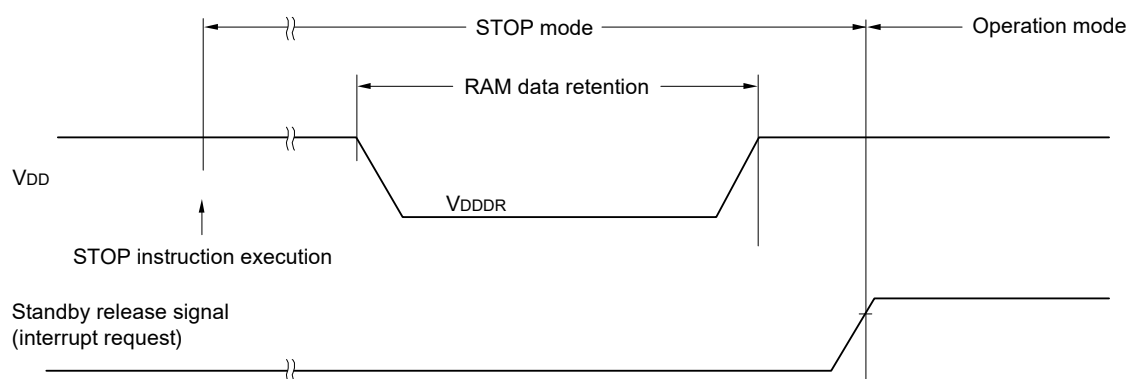 STOP mode
Operation mode
RAM data retention
VDD
VDDDR
STOP instruction execution
Standby release signal
(interrupt request)